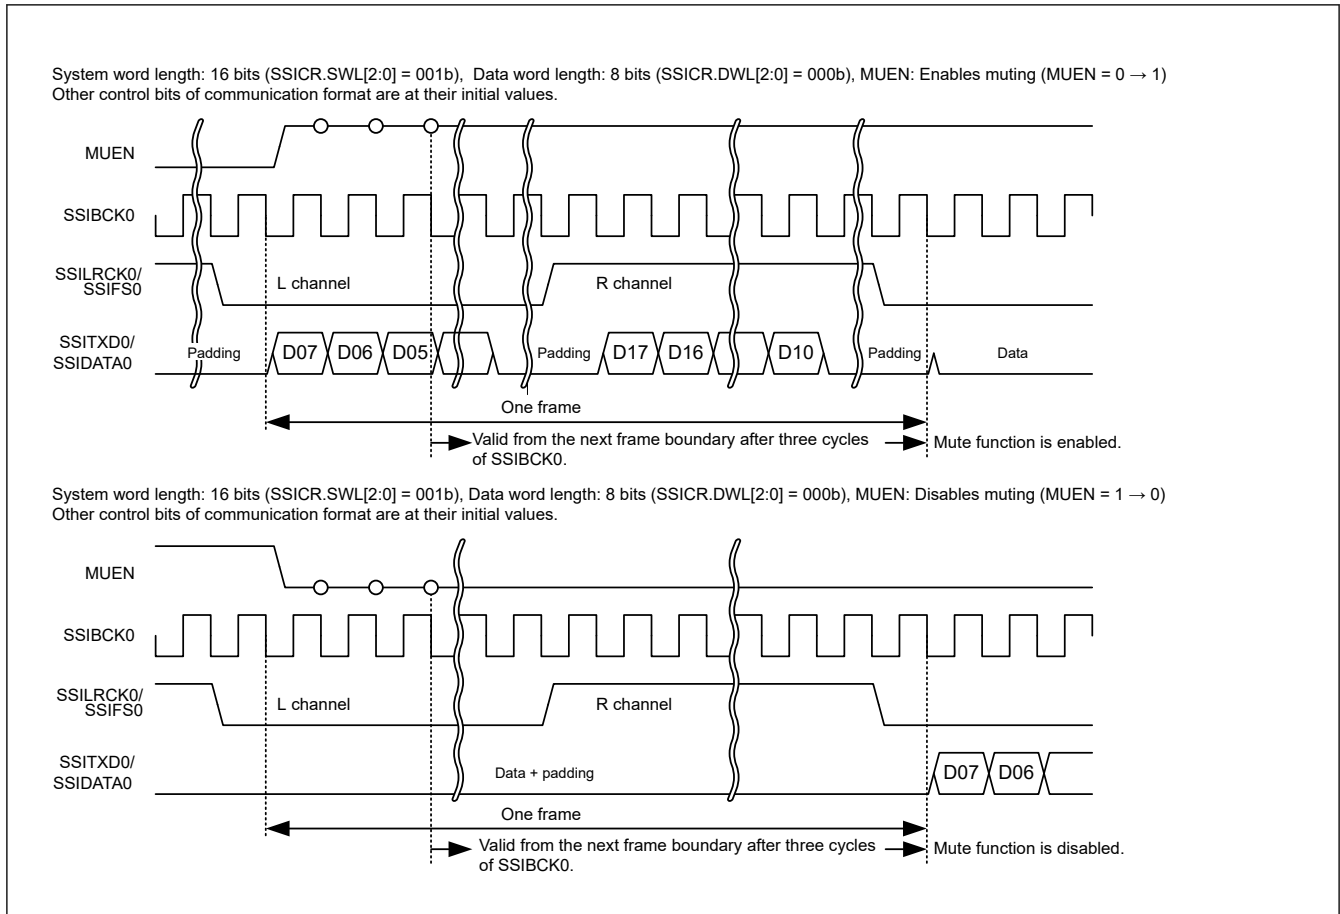 System word length: 16 bits (SSICR.SWL[2:0] = 001b), Data word length: 8 bits (SSICR.DWL[2:0] = 000b), MUEN: Enables muting (MUEN = 0 → 1)
Other control bits of communication format are at their initial values.
MUEN
SSIBCK0
SSILRCK0/
SSIFS0
L channel
R channel
SSITXD0/
SSIDATA0
Padding
D07
D06
D05
Padding
D17
D16
D10
Padding
Data
One frame
Valid from the next frame boundary after three cycles
of SSIBCK0.
Mute function is enabled.
System word length: 16 bits (SSICR.SWL[2:0] = 001b), Data word length: 8 bits (SSICR.DWL[2:0] = 000b), MUEN: Disables muting (MUEN = 1 → 0)
Other control bits of communication format are at their initial values.
MUEN
SSIBCK0
SSILRCK0/
SSIFS0
L channel
R channel
SSITXD0/
SSIDATA0
Data + padding
D07
D06
One frame
Valid from the next frame boundary after three cycles
of SSIBCK0.
Mute function is disabled.